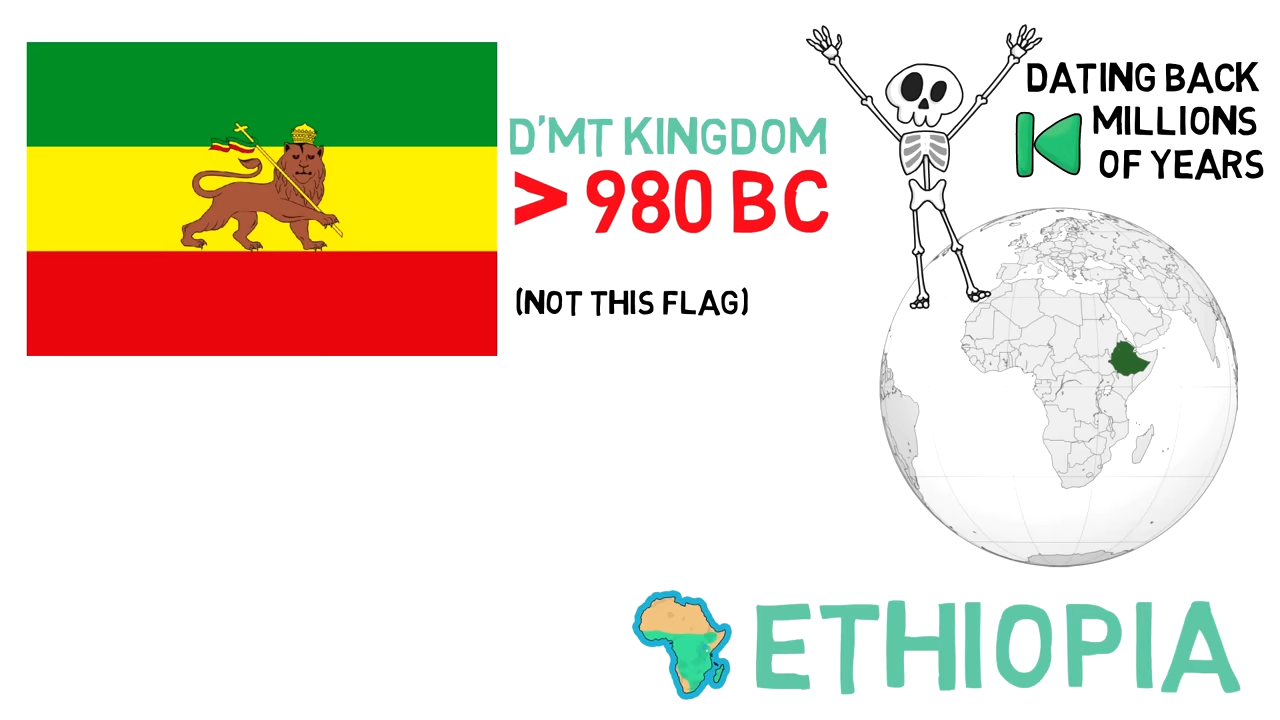 D'MT KINGDOM
> 980 BC
(NOT THIS FLAG)
DATING BACK
MILLIONS
OF YEARS
ETHIOPIA